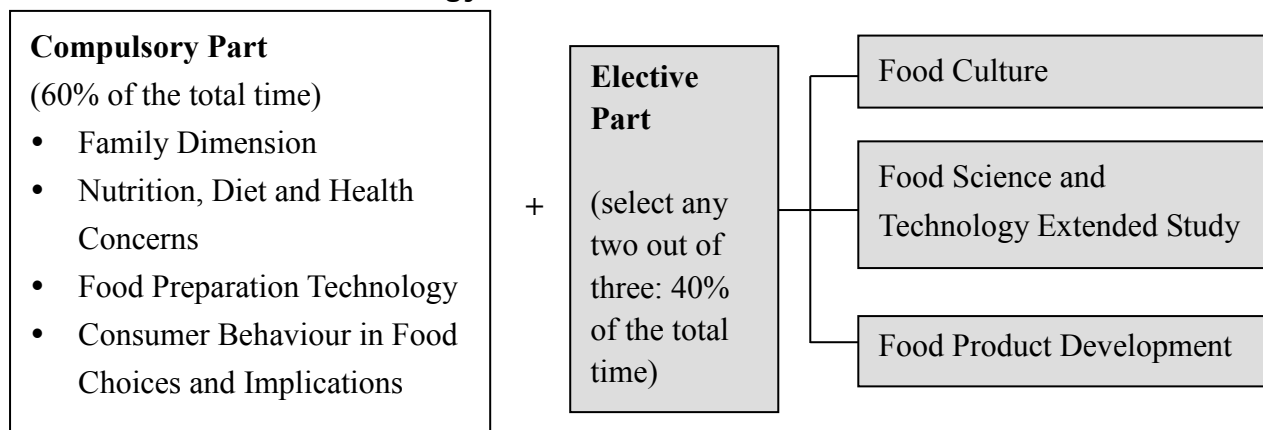 Compulsory Part
(60% of the total time)
• Family Dimension
• Nutrition, Diet and Health
Concerns
• Food Preparation Technology
• Consumer Behaviour in Food
Choices and Implications
+
Elective
Part
(select any
two out of
three: 40%
of the total
time)
Food Culture
Food Science and
Technology Extended Study
Food Product Development